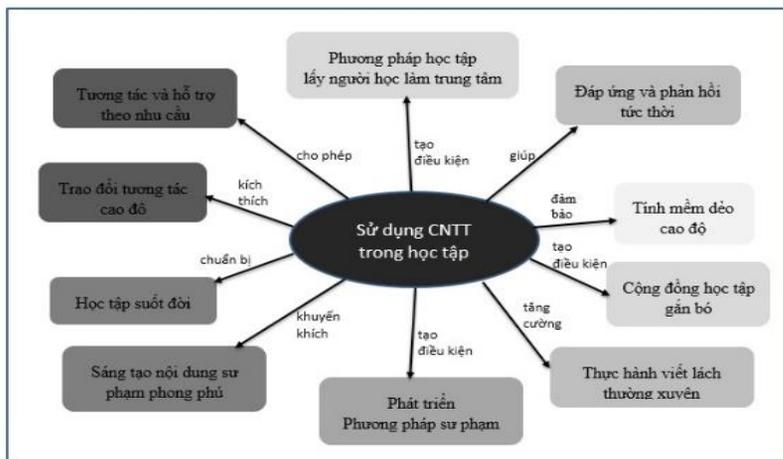 Phương pháp học tập
lấy người học làm trung tâm
Tương tác và hỗ trợ
theo nhu cầu
Đáp ứng và phản hồi
tức thời
cho phép
tạo
điều kiện
giúp
Trao đổi tương tác
cao đô
kích
thích
Sử dụng CNTT
trong học tập
đảm
bảo
Tính mềm dẻo
cao độ
chuẩn bị
tạo
điều kiện
Học tập suốt đời
Cộng đồng học tập
gắn bó
khuyến
khích
tạo
điều kiện
tăng
cường
Sáng tạo nội dung sư
phạm phong phú
Phát triển
Phương pháp sư phạm
Thực hành viết lách
thường xuyên